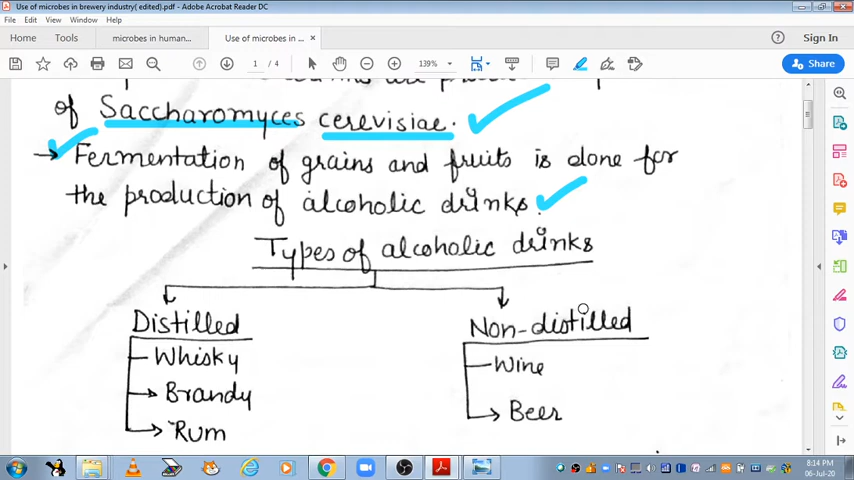 Use of microbes in brewery industry( edited).pdf - Adobe Acrobat Reader DC
File Edit View Window Help
Home Tools microbes in human... Use of microbes in ... × Sign In
1 / 4 139% Share
of Saccharomyces cerevisiae.
→ Fermentation of grains and fruits is done for
the production of alcoholic drinks.
Types of alcoholic drinks
Distilled Non-distilled
Whisky Wine
Brandy Beer
Rum
8:14 PM
06-Jul-20